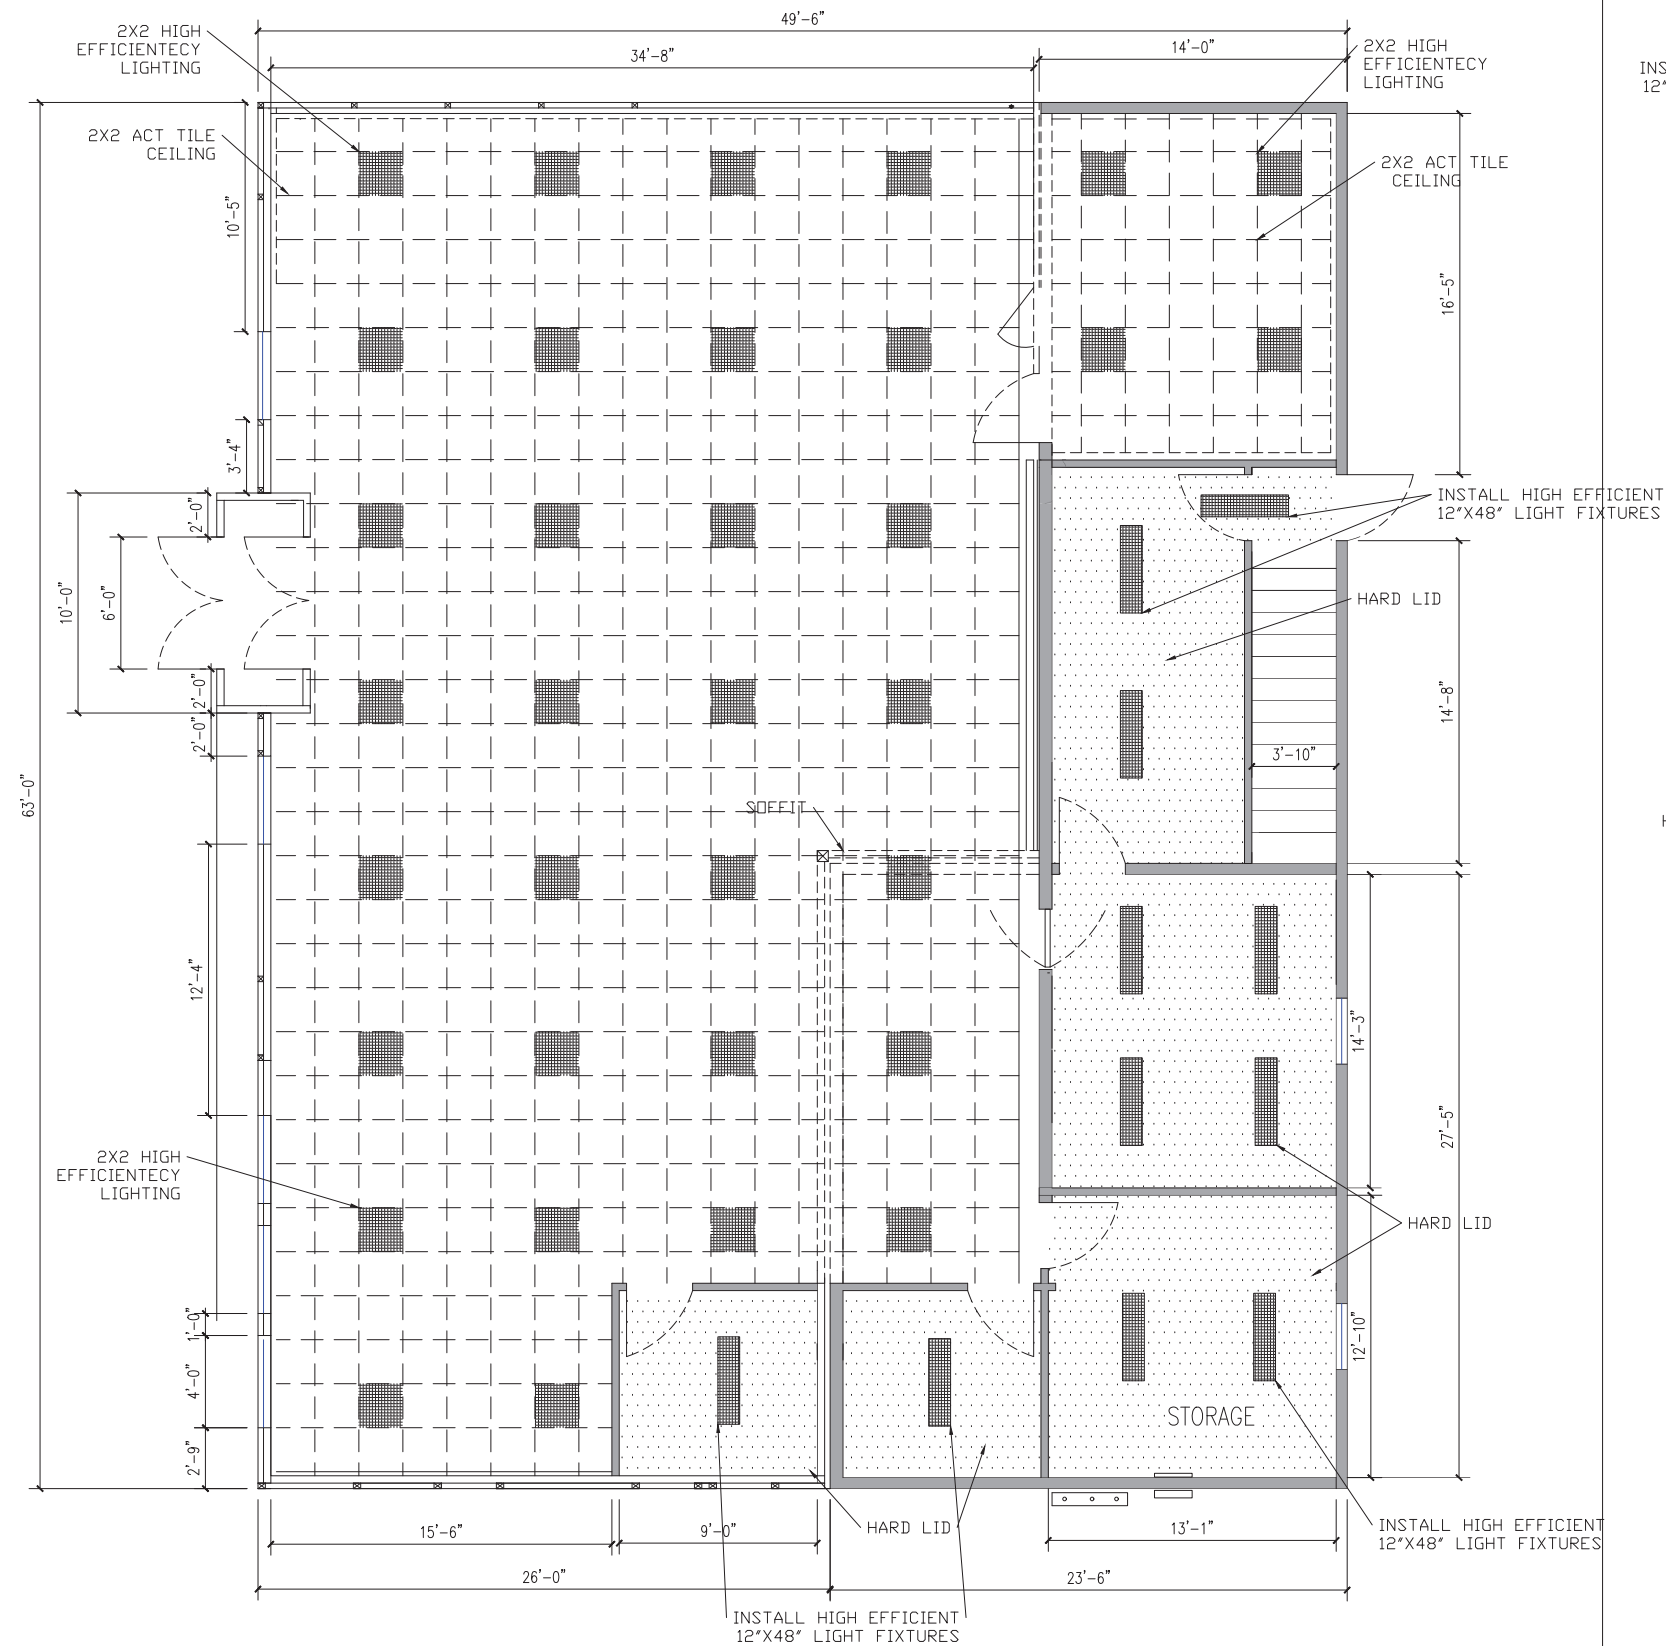 49'-6"
34'-8"
14'-0"
2X2 HIGH
EFFICIENTECY
LIGHTING
2X2 HIGH
EFFICIENTECY
LIGHTING
2X2 ACT TILE
CEILING
2X2 ACT TILE
CEILING
10'-5"
16'-5"
3'-4"
2'-0"
10'-0"
6'-0"
2'-0"
2'-0"
INSTALL HIGH EFFICIENT
12"X48" LIGHT FIXTURES
HARD LID
14'-8"
3'-10"
63'-0"
SOFFIT
12'-4"
14'-3"
27'-5"
2X2 HIGH
EFFICIENTECY
LIGHTING
HARD LID
1'-0"
4'-0"
2'-9"
12'-10"
STORAGE
15'-6"
9'-0"
HARD LID
13'-1"
INSTALL HIGH EFFICIENT
12"X48" LIGHT FIXTURES
26'-0"
23'-6"
INSTALL HIGH EFFICIENT
12"X48" LIGHT FIXTURES